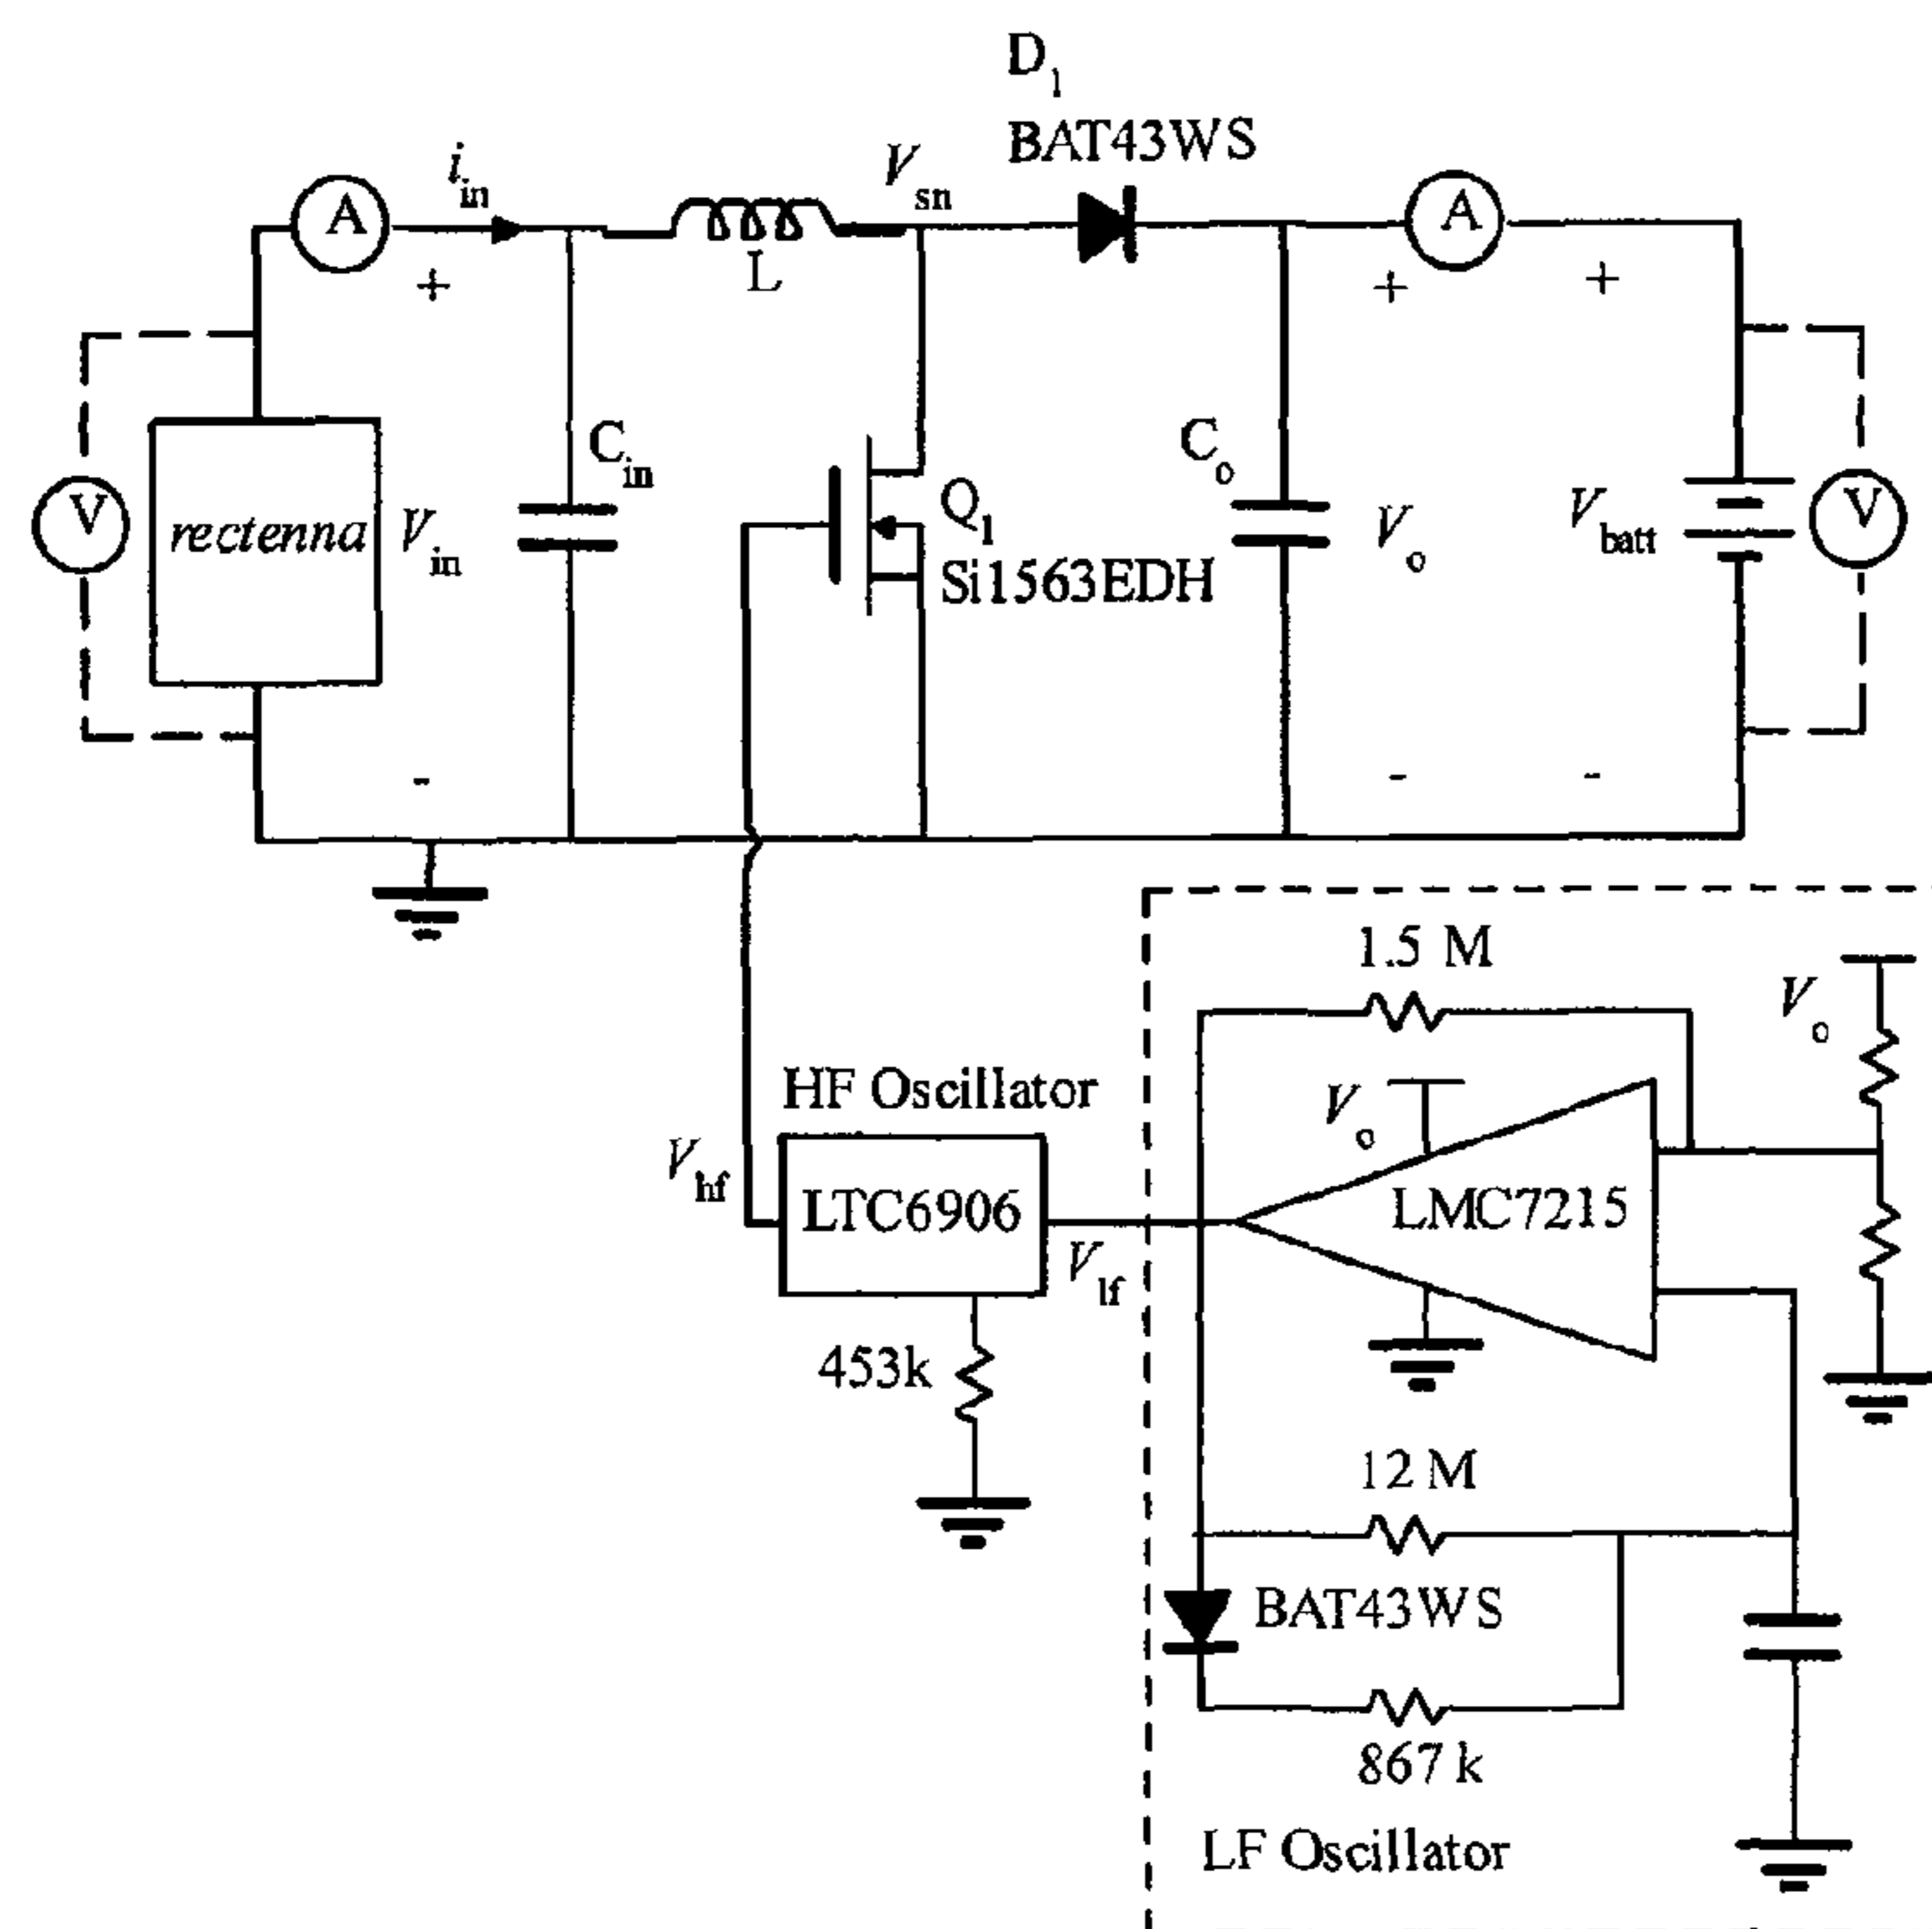 D1
BAT43WS
A
iin
Vsn
A
+
L
+
+
V
rectenna
Vin
Cin
Q1
Si1563EDH
Co
Vo
Vbatt
V
-
-
-
1.5 M
Vo
HF Oscillator
Vo
Vhf
LTC6906
LMC7215
Vlf
453k
12 M
BAT43WS
867 k
LF Oscillator